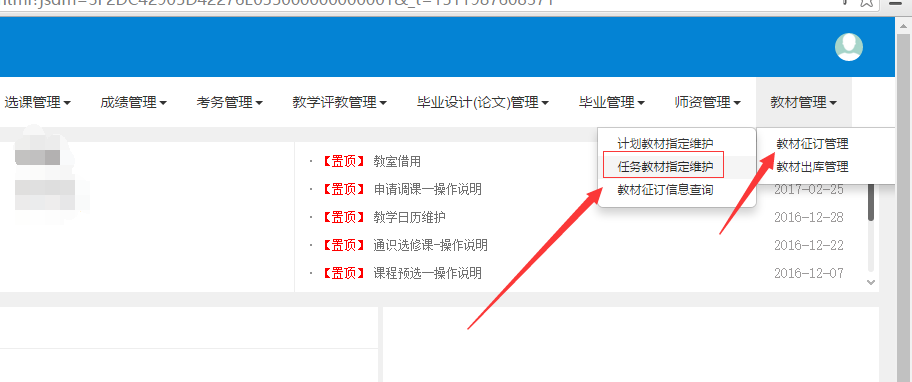 选课管理 成绩管理 考务管理 教学评教管理 毕业设计(论文)管理 毕业管理 师资管理 教材管理
计划教材指定维护 教材征订管理
任务教材指定维护 教材出库管理
教材征订信息查询
·【置顶】 教室借用
·【置顶】 申请调课—操作说明 2017-02-25
·【置顶】 教学日历维护 2016-12-28
·【置顶】 通识选修课-操作说明 2016-12-22
·【置顶】 课程预选—操作说明 2016-12-07